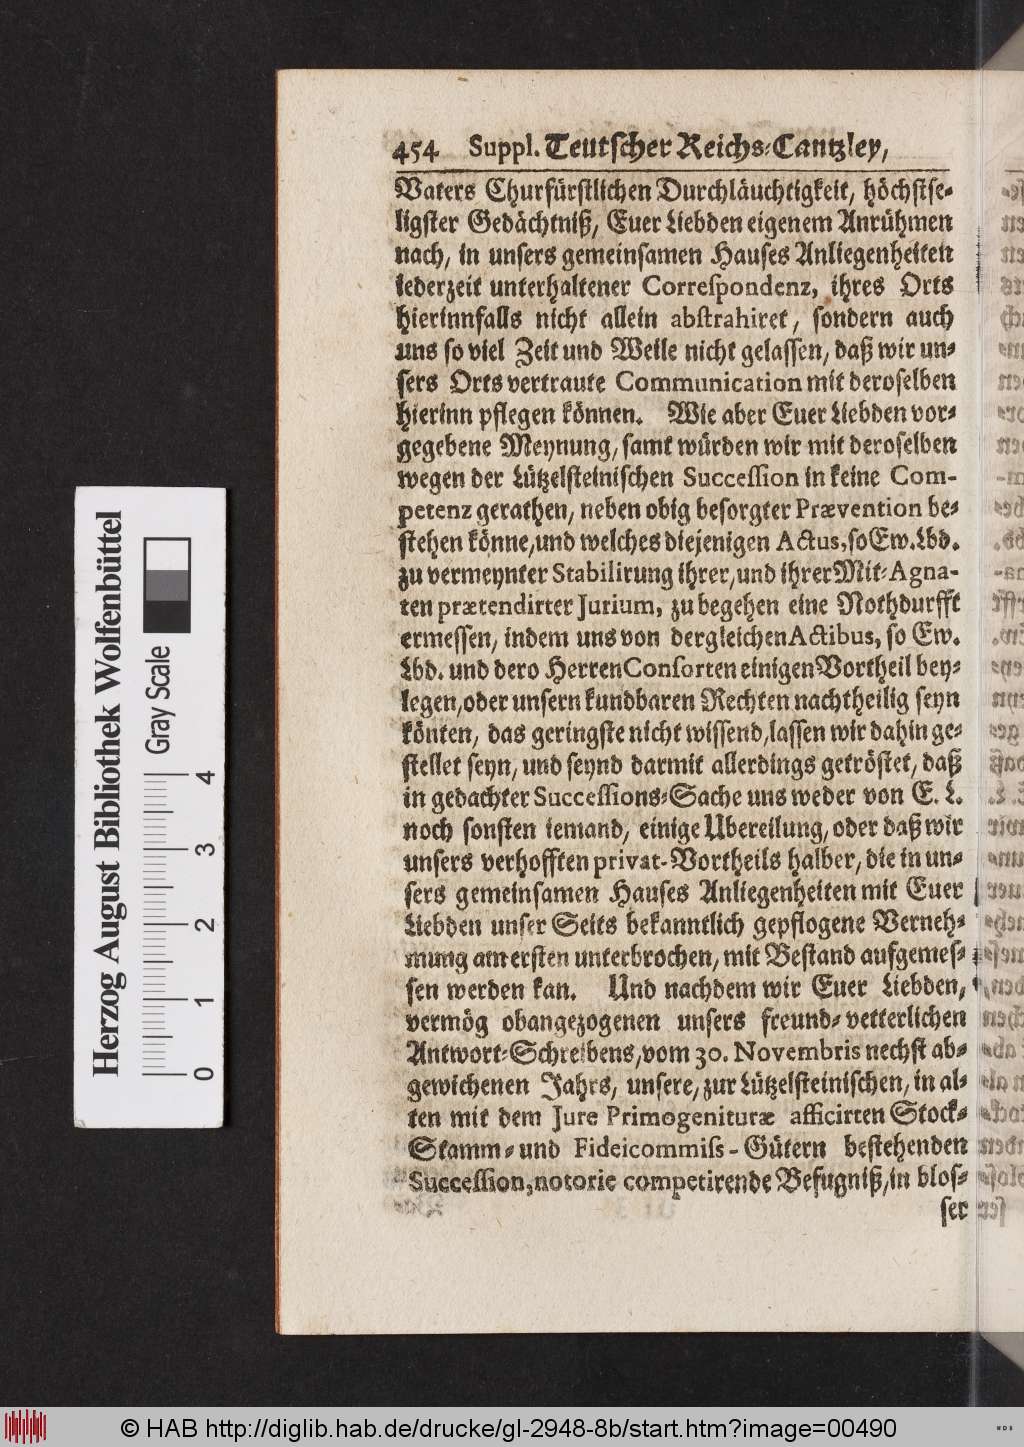 454 Suppl. Teutſcher Reichs-Cantzley,
Vaters Churfürſtlichen Durchläuchtigkeit, höchſtſe-
ligſter Gedächtniß, Euer Liebden eigenem Anrühmen
nach, in unſers gemeinſamen Hauſes Anliegenheiten
iederzeit unterhaltener Correſpondenz, ihres Orts
hierinnfalls nicht allein abſtrahiret, ſondern auch
uns ſo viel Zeit und Weile nicht gelaſſen, daß wir un-
ſers Orts vertraute Communication mit deroſelben
hierinn pflegen können. Wie aber Euer Liebden vor-
gegebene Meynung, ſamt würden wir mit deroſelben
wegen der Lützelſteiniſchen Succeſſion in keine Com-
petenz gerathen, neben obig beſorgter Prævention be-
ſtehen könne, und welches diejenigen Actus, ſo Ew. Lbd.
zu vermeynter Stabilirung ihrer, und ihrer Mit-Agna-
ten prætendirter Jurium, zu begehen eine Nothdurfft
ermeſſen, indem uns von dergleichen Actibus, ſo Ew.
Lbd. und dero Herren Conſorten einigen Vortheil bey-
legen, oder unſern kundbaren Rechten nachtheilig ſeyn
könten, das geringſte nicht wiſſend, laſſen wir dahin ge-
ſtellet ſeyn, und ſeynd darmit allerdings getröſtet, daß
in gedachter Succeſſions-Sache uns weder von E. L.
noch ſonſten iemand, einige Ubereilung, oder daß wir
unſers verhofften privat-Vortheils halber, die in un-
ſers gemeinſamen Hauſes Anliegenheiten mit Euer
Liebden unſer Seits bekanntlich gepflogene Verneh-
mung am erſten unterbrochen, mit Beſtand aufgemeſ-
ſen werden kan. Und nachdem wir Euer Liebden,
vermög obangezogenen unſers freund-vetterlichen
Antwort-Schreibens, vom 30. Novembris nechſt ab-
gewichenen Jahrs, unſere, zur Lützelſteiniſchen, in al-
ten mit dem Jure Primogenituræ afficirten Stock-
Stamm- und Fideicommiſs-Gütern beſtehenden
Succeſſion, notorie competirende Befugniß, in bloſ-
ſer
Herzog August Bibliothek Wolfenbüttel
Gray Scale
0 1 2 3 4
© HAB http://diglib.hab.de/drucke/gl-2948-8b/start.htm?image=00490